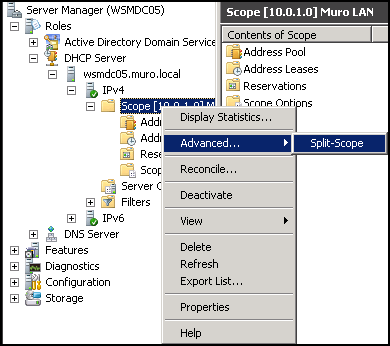 Server Manager (WSMDC05)
Roles
Active Directory Domain Service
DHCP Server
wsmdc05.muro.local
IPv4
Scope [10.0.1.0] M
Addr
Addr
Rese
Scop
Server O
Filters
IPv6
DNS Server
Features
Diagnostics
Configuration
Storage
Scope [10.0.1.0] Muro LAN
Contents of Scope
Address Pool
Address Leases
Reservations
Scope Options
Display Statistics...
Advanced...
Split-Scope
Reconcile...
Deactivate
View
Delete
Refresh
Export List...
Properties
Help